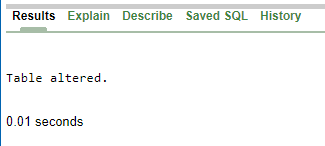 Results Explain Describe Saved SQL History
Table altered.
0.01 seconds